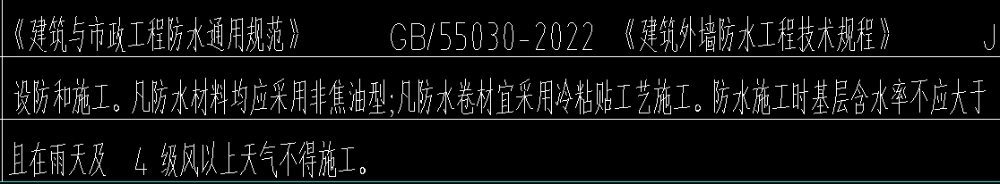 《建筑与市政工程防水通用规范》 GB/55030-2022 《建筑外墙防水工程技术规程》 J
设防和施工。凡防水材料均应采用非焦油型;凡防水卷材宜采用冷粘贴工艺施工。防水施工时基层含水率不应大于
且在雨天及 4 级风以上天气不得施工。